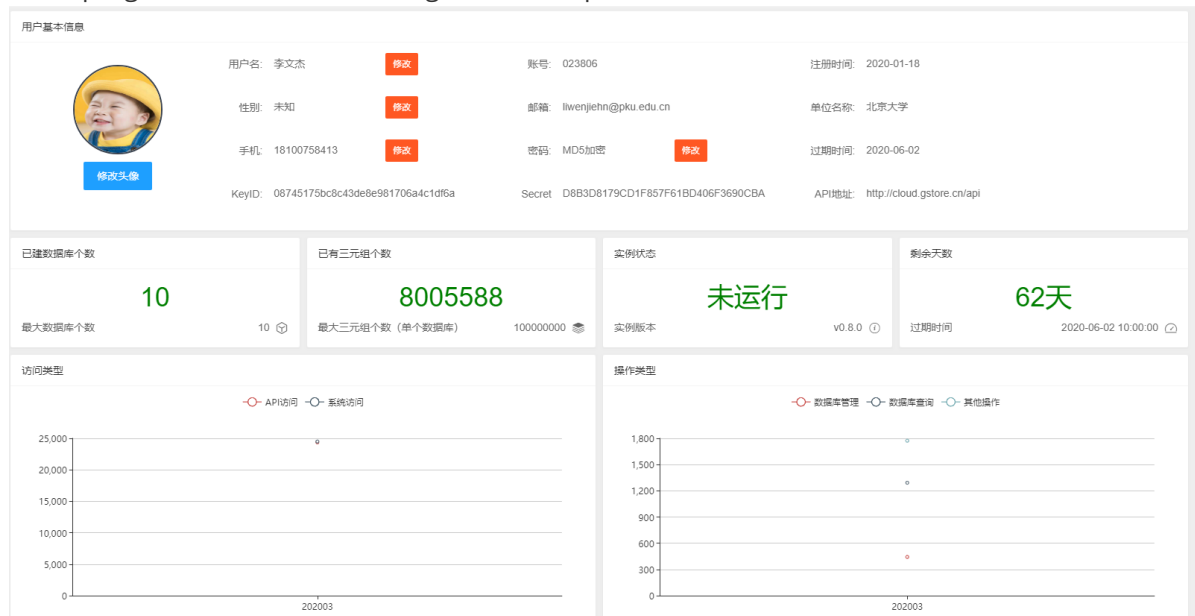 用户基本信息
用户名: 李文杰 修改 账号: 023806 注册时间: 2020-01-18
性别: 未知 修改 邮箱: liwenjiehn@pku.edu.cn 单位名称: 北京大学
手机: 18100758413 修改 密码: MD5加密 修改 过期时间: 2020-06-02
修改头像
KeyID: 08745175bc8c43de8e981706a4c1df6a Secret D8B3D8179CD1F857F61BD406F3690CBA API地址: http://cloud.gstore.cn/api
已建数据库个数 已有三元组个数 实例状态 剩余天数
10 8005588 未运行 62天
最大数据库个数 10 最大三元组个数（单个数据库） 100000000 实例版本 v0.8.0 过期时间 2020-06-02 10:00:00
访问类型 操作类型
API访问 系统访问 数据库管理 数据库查询 其他操作
25,000 1,800
20,000 1,500
15,000 1,200
10,000 900
5,000 600
0 300
0
202003 202003